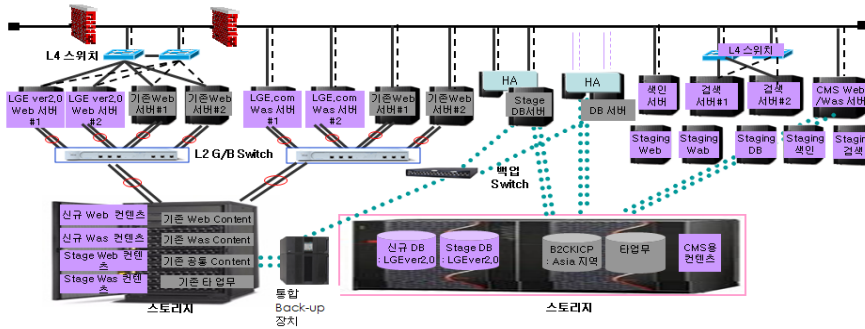 L4 스위치
L4 스위치
HA
HA
LGE ver2,0
Web 서버
#1
LGE ver2,0
Web 서버
#2
기존Web
서버#1
기존Web
서버#2
LGE,com
Was 서버
#1
LGE,com
Was 서버
#2
기존Web
서버#1
기존Web
서버#2
Stage
DB서버
DB 서버
색인
서버
검색
서버#1
검색
서버#2
CMS Web
/Was 서버
Staging
Web
Staging
Wab
Staging
DB
Staging
색인
Staging
검색
L2 G/B Switch
백업
Switch
신규 Web 컨텐츠
신규 Was 컨텐츠
Stage Web 컨텐
츠
Stage Was 컨텐츠
기존 Web Content
기존 Was Content
기존 공통 Content
기존 타 업무
스토리지
통합
Back-up
장치
신규 DB
: LGEver2,0
Stage DB
: LGEver2,0
B2CKICP
: Asia 지역
타업무
CMS용
컨텐츠
스토리지